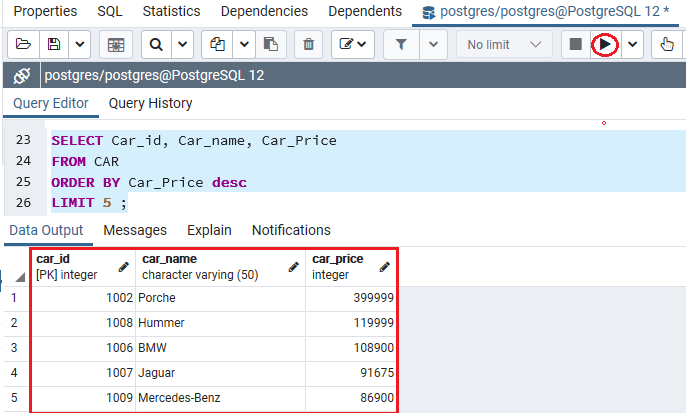 Properties SQL Statistics Dependencies Dependents postgres/postgres@PostgreSQL 12 *
No limit
postgres/postgres@PostgreSQL 12
Query Editor Query History
23 SELECT Car_id, Car_name, Car_Price
24 FROM CAR
25 ORDER BY Car_Price desc
26 LIMIT 5 ;
Data Output Messages Explain Notifications
car_id car_name car_price
[PK] integer character varying (50) integer
1 1002 Porche 399999
2 1008 Hummer 119999
3 1006 BMW 108900
4 1007 Jaguar 91675
5 1009 Mercedes-Benz 86900